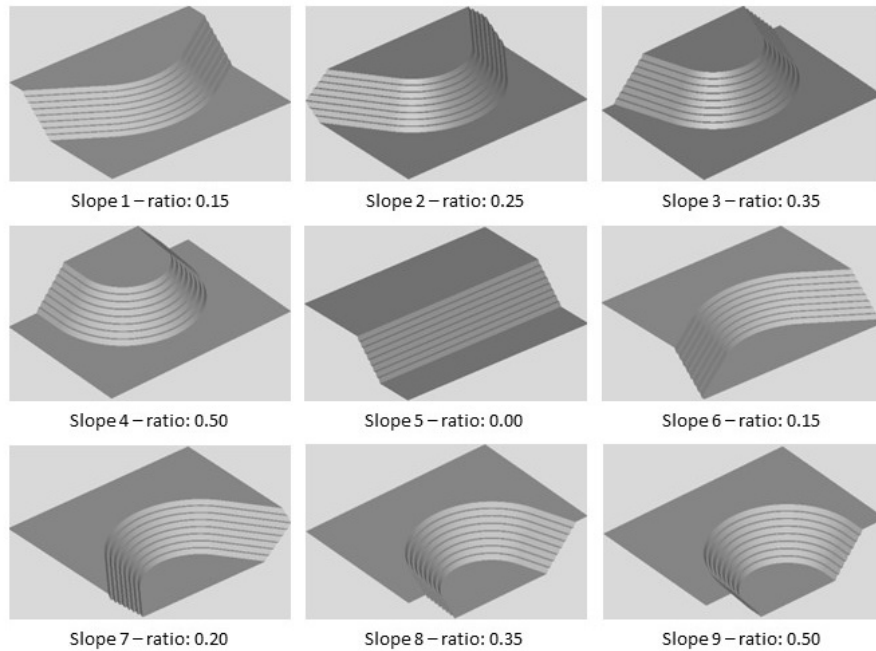 Slope 1 – ratio: 0.15
Slope 2 – ratio: 0.25
Slope 3 – ratio: 0.35
Slope 4 – ratio: 0.50
Slope 5 – ratio: 0.00
Slope 6 – ratio: 0.15
Slope 7 – ratio: 0.20
Slope 8 – ratio: 0.35
Slope 9 – ratio: 0.50